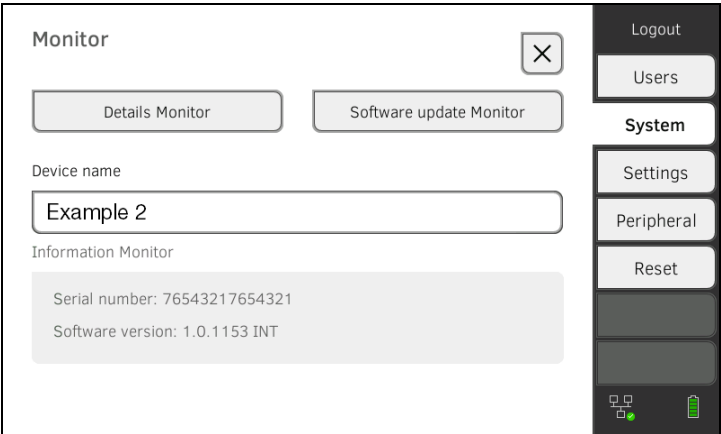 Monitor
Details Monitor
Software update Monitor
Device name
Example 2
Information Monitor
Serial number: 76543217654321
Software version: 1.0.1153 INT
Logout
Users
System
Settings
Peripheral
Reset